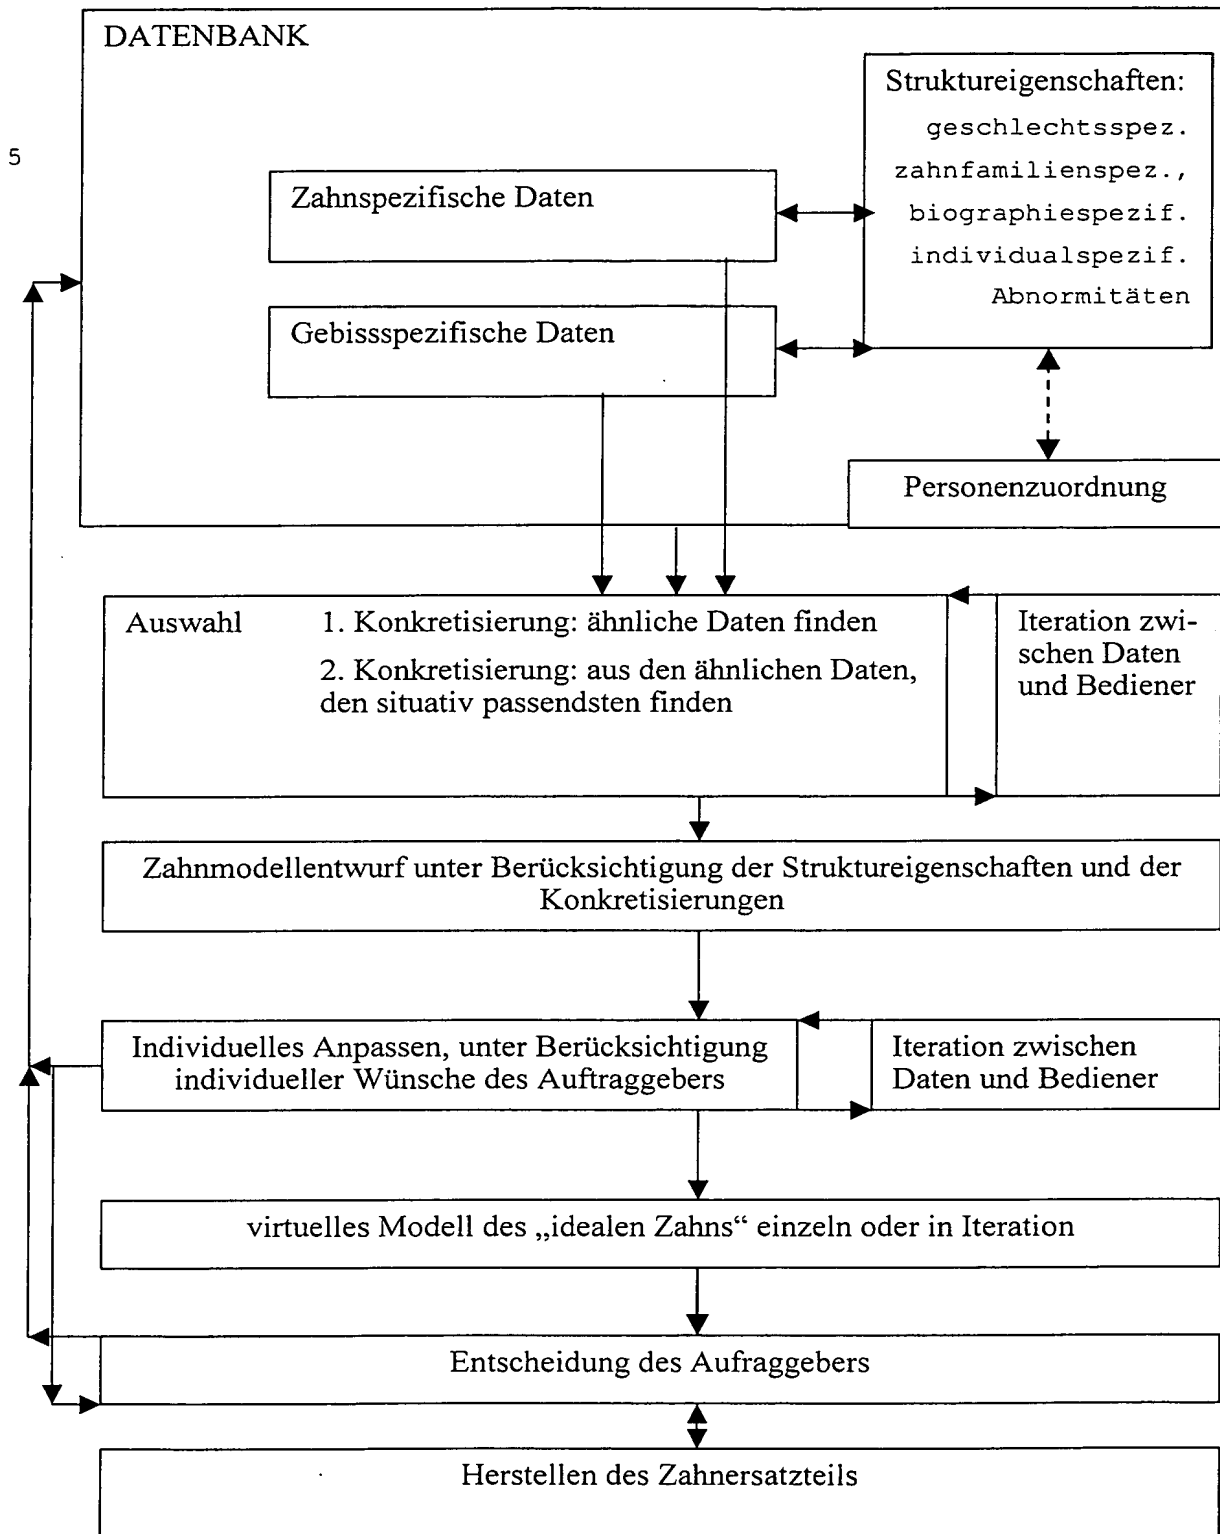 DATENBANK
Struktureigenschaften:
geschlechtsspez.
5
zahnfamilienspez.,
Zahnspezifische Daten
biographiespezif.
individualspezif.
Abnormitäten
Gebissspezifische Daten
Personenzuordnung
Auswahl 1. Konkretisierung: ähnliche Daten finden
2. Konkretisierung: aus den ähnlichen Daten,
den situativ passendsten finden
Iteration zwi-
schen Daten
und Bediener
Zahnmodellentwurf unter Berücksichtigung der Struktureigenschaften und der
Konkretisierungen
Individuelles Anpassen, unter Berücksichtigung
individueller Wünsche des Auftraggebers
Iteration zwischen
Daten und Bediener
virtuelles Modell des „idealen Zahns“ einzeln oder in Iteration
Entscheidung des Aufraggebers
Herstellen des Zahnersatzteils